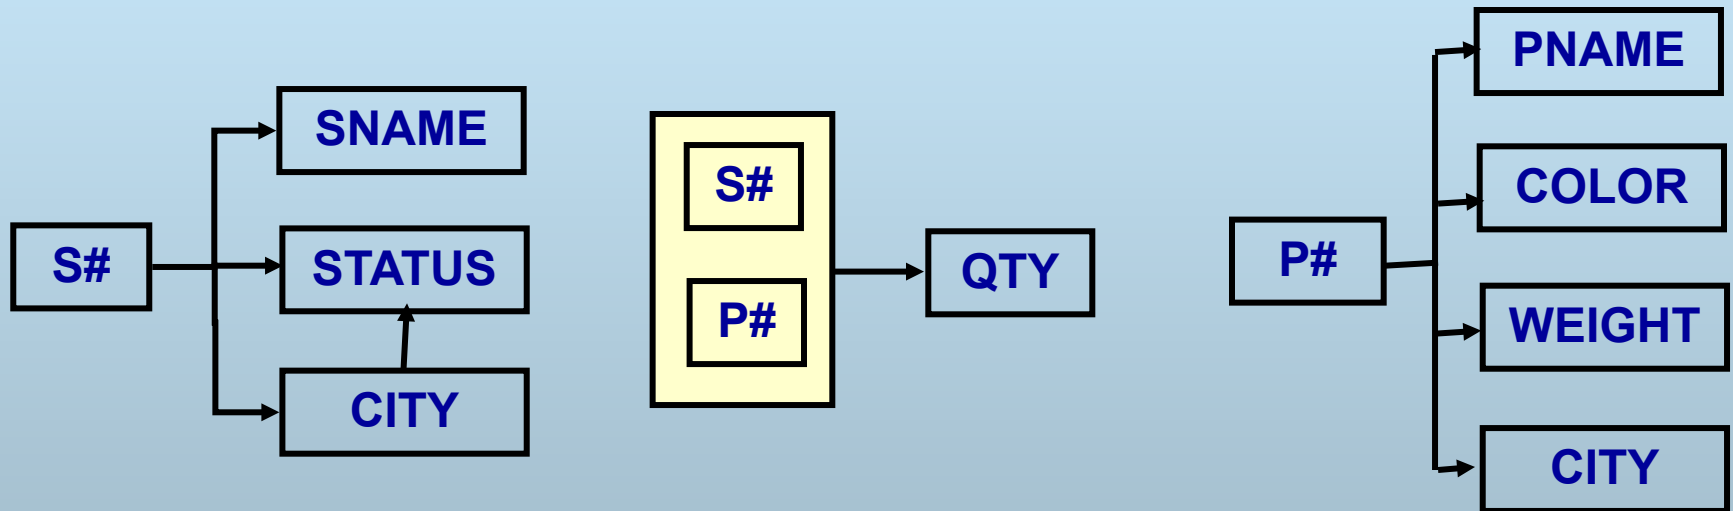 S#
SNAME
STATUS
CITY
S#
P#
QTY
P#
PNAME
COLOR
WEIGHT
CITY